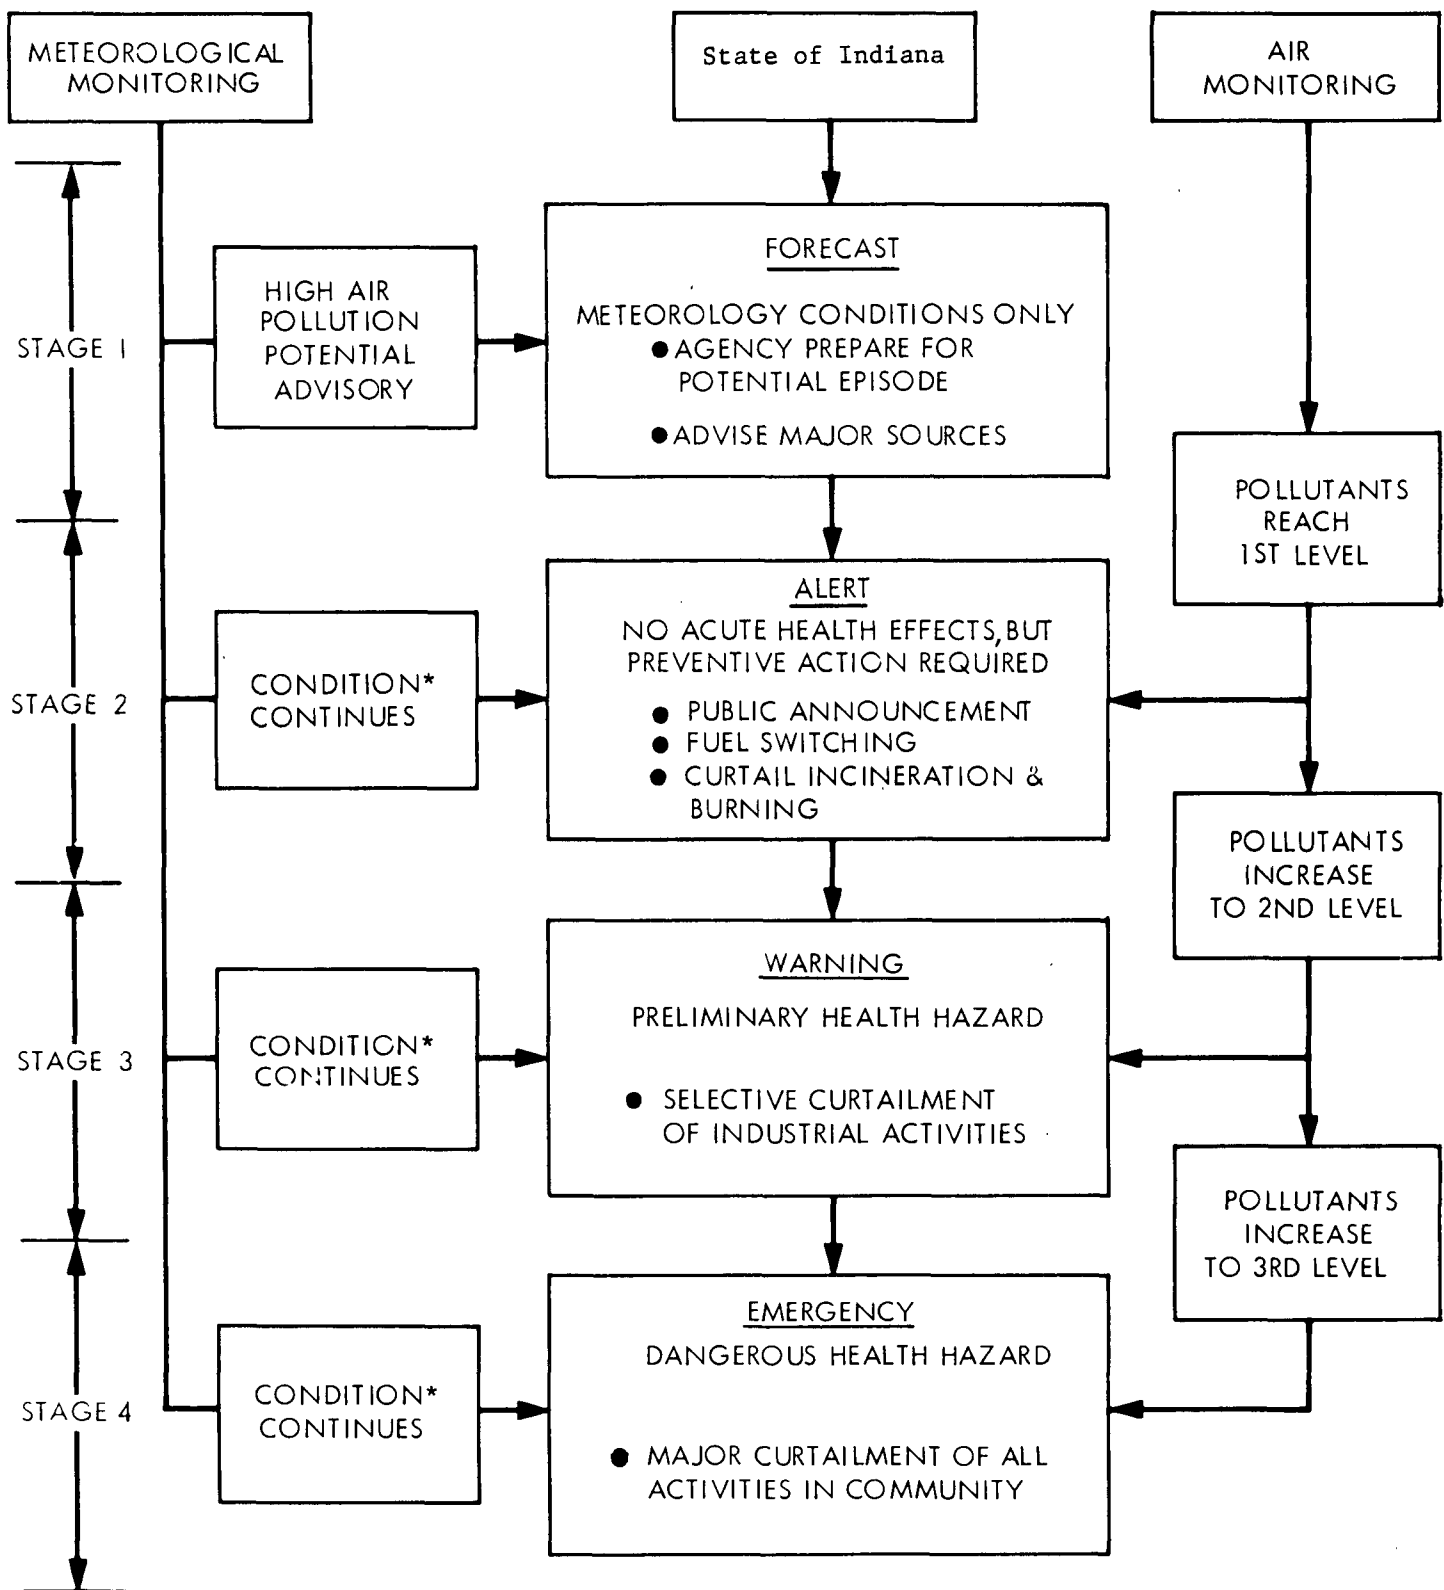 METEOROLOGICAL
MONITORING
State of Indiana
AIR
MONITORING
STAGE 1
HIGH AIR
POLLUTION
POTENTIAL
ADVISORY
FORECAST
METEOROLOGY CONDITIONS ONLY
● AGENCY PREPARE FOR
POTENTIAL EPISODE
● ADVISE MAJOR SOURCES
POLLUTANTS
REACH
1ST LEVEL
STAGE 2
CONDITION*
CONTINUES
ALERT
NO ACUTE HEALTH EFFECTS, BUT
PREVENTIVE ACTION REQUIRED
● PUBLIC ANNOUNCEMENT
● FUEL SWITCHING
● CURTAIL INCINERATION &
BURNING
POLLUTANTS
INCREASE
TO 2ND LEVEL
STAGE 3
CONDITION*
CONTINUES
WARNING
PRELIMINARY HEALTH HAZARD
● SELECTIVE CURTAILMENT
OF INDUSTRIAL ACTIVITIES
POLLUTANTS
INCREASE
TO 3RD LEVEL
STAGE 4
CONDITION*
CONTINUES
EMERGENCY
DANGEROUS HEALTH HAZARD
● MAJOR CURTAILMENT OF ALL
ACTIVITIES IN COMMUNITY